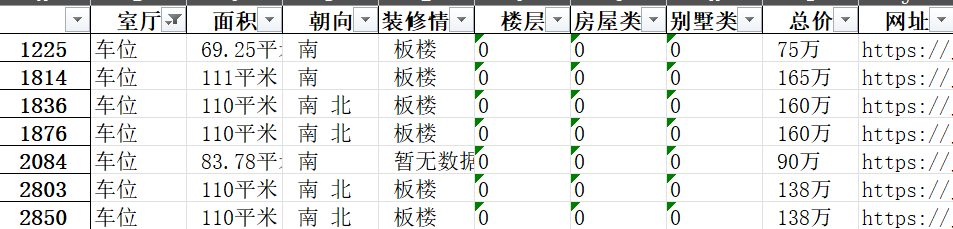 室厅 面积 朝向 装修情 楼层 房屋类 别墅类 总价 网址
1225 车位 69.25平 南 板楼 0 0 0 75万 https://
1814 车位 111平米 南 板楼 0 0 0 165万 https://
1836 车位 110平米 南 北 板楼 0 0 0 160万 https://
1876 车位 110平米 南 北 板楼 0 0 0 160万 https://
2084 车位 83.78平 南 暂无数据 0 0 0 90万 https://
2803 车位 110平米 南 北 板楼 0 0 0 138万 https://
2850 车位 110平米 南 北 板楼 0 0 0 138万 https://